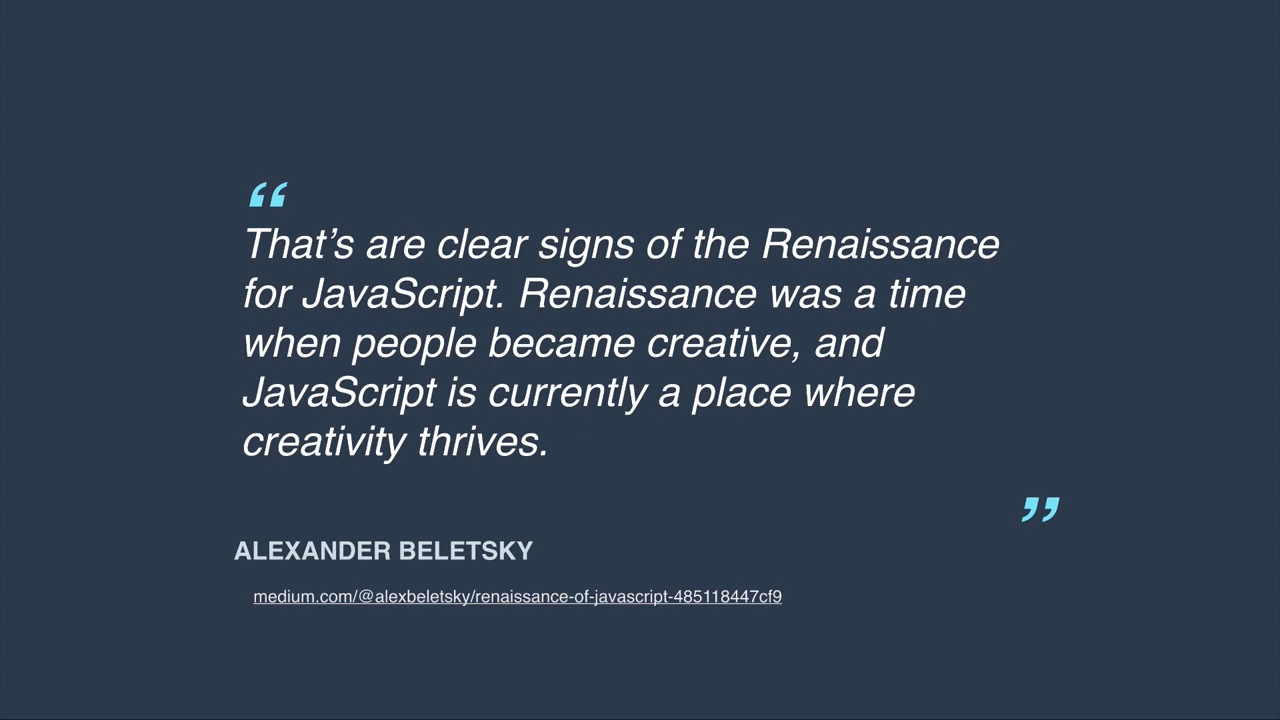 “
That’s are clear signs of the Renaissance
for JavaScript. Renaissance was a time
when people became creative, and
JavaScript is currently a place where
creativity thrives.
”
ALEXANDER BELETSKY
medium.com/@alexbeletsky/renaissance-of-javascript-485118447cf9